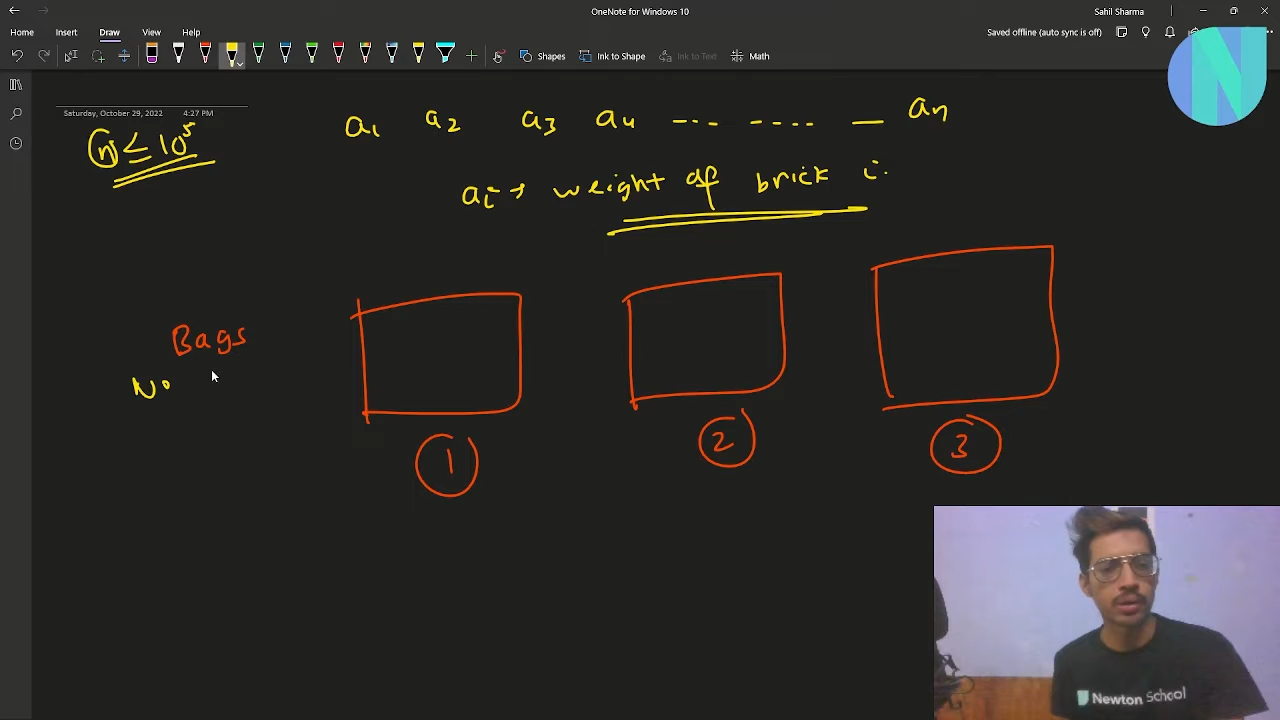 OneNote for Windows 10
Sahil Sharma
Home Insert Draw View Help
Saved offline (auto sync is off)
Shapes Ink to Shape Ink to Text Math
Saturday, October 29, 2022 4:27 PM
n ≤ 10^5
a1 a2 a3 a4 --- ---- — an
ai → weight of brick i.
Bags
No
1 2 3
Newton School